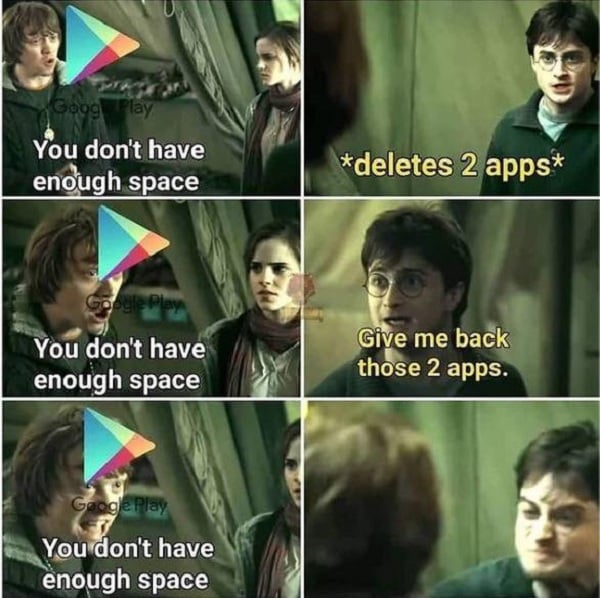 Google Play
You don't have
enough space
*deletes 2 apps*
Google Play
You don't have
enough space
Give me back
those 2 apps.
Google Play
You don't have
enough space